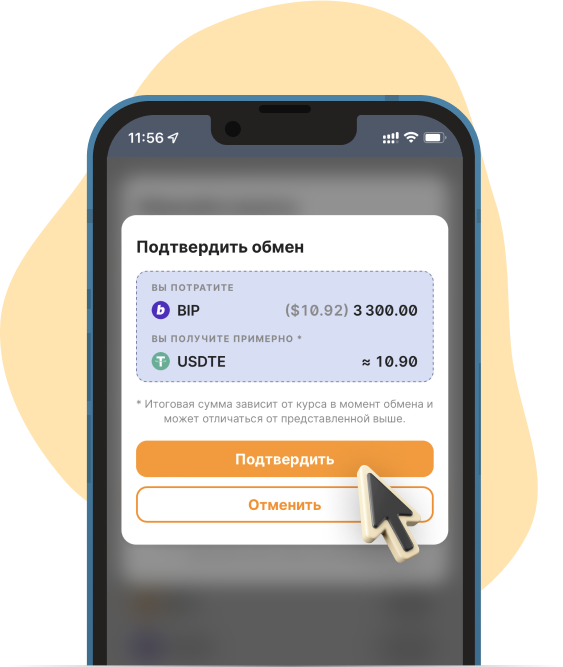 11:56
Подтвердить обмен
ВЫ ПОТРАТИТЕ
BIP ($10.92) 3 300.00
ВЫ ПОЛУЧИТЕ ПРИМЕРНО *
USDTE ≈ 10.90
* Итоговая сумма зависит от курса в момент обмена и
может отличаться от представленной выше.
Подтвердить
Отменить